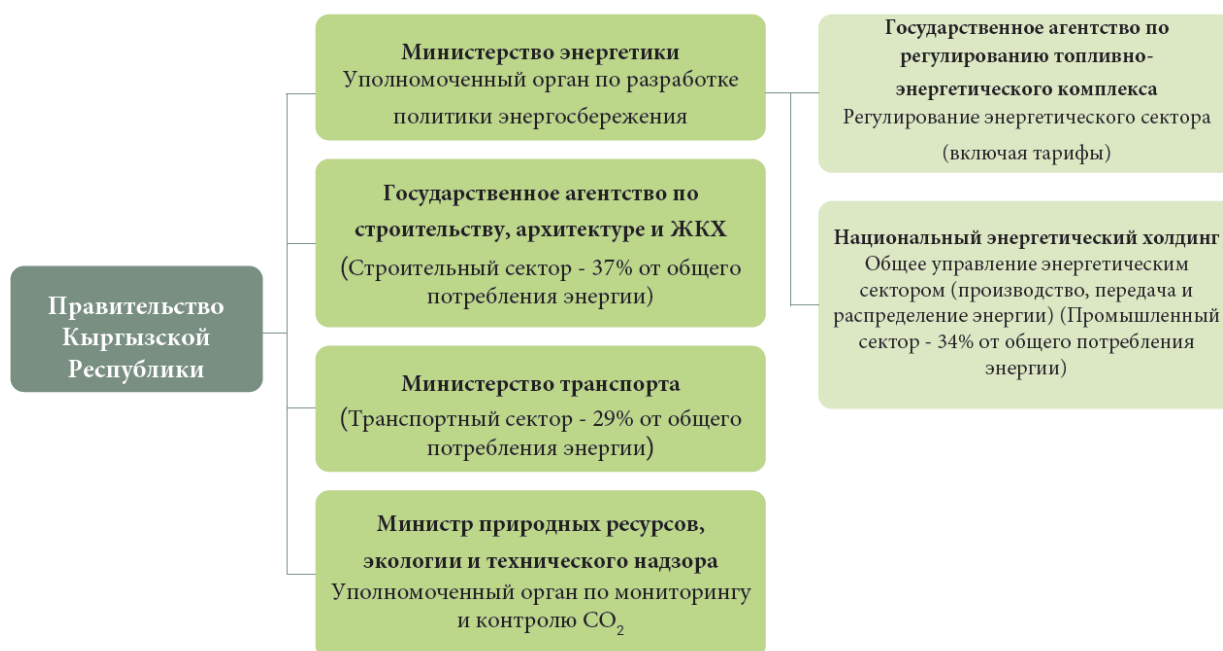 Правительство
Кыргызской
Республики
Министерство энергетики
Уполномоченный орган по разработке
политики энергосбережения
Государственное агентство по
строительству, архитектуре и ЖКХ
(Строительный сектор - 37% от общего
потребления энергии)
Министерство транспорта
(Транспортный сектор - 29% от общего
потребления энергии)
Министр природных ресурсов,
экологии и технического надзора
Уполномоченный орган по мониторингу
и контролю CO₂
Государственное агентство по
регулированию топливно-
энергетического комплекса
Регулирование энергетического сектора
(включая тарифы)
Национальный энергетический холдинг
Общее управление энергетическим
сектором (производство, передача и
распределение энергии) (Промышленный
сектор - 34% от общего потребления
энергии)